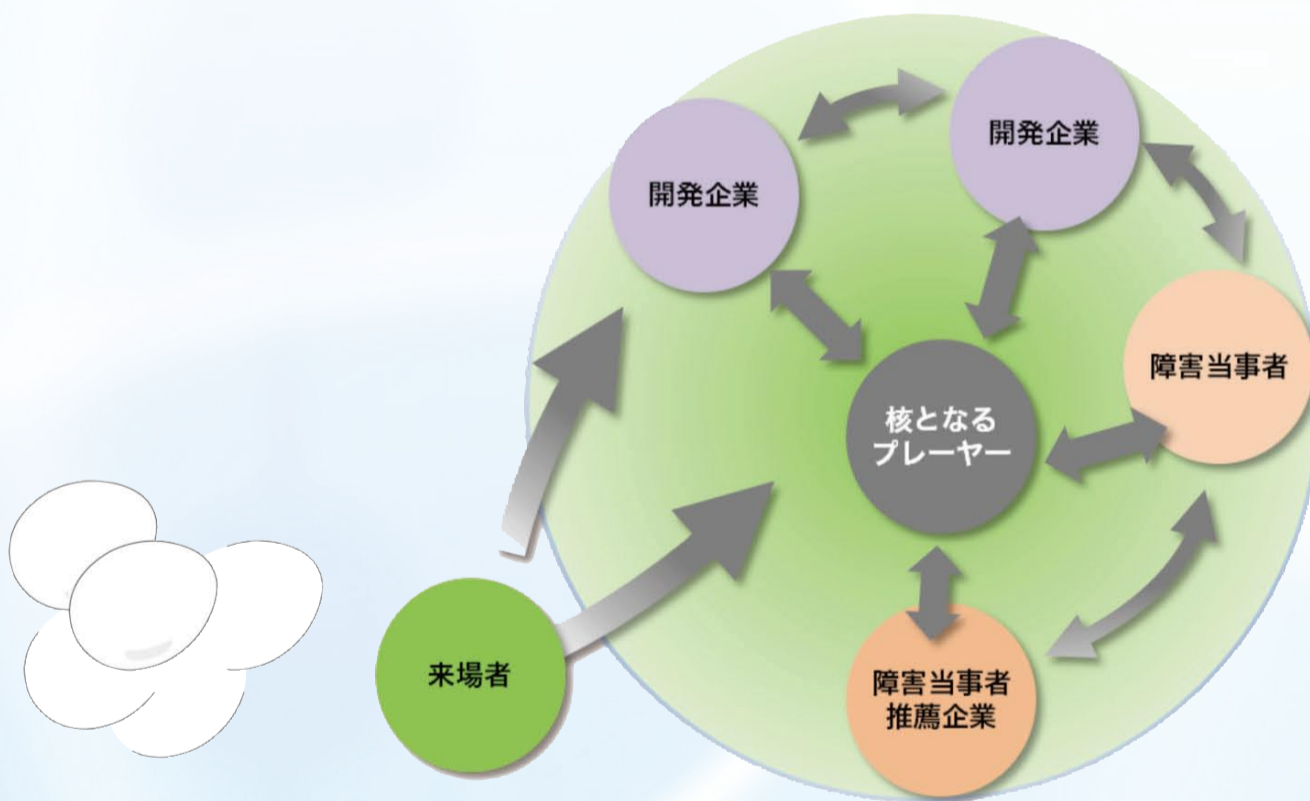 開発企業
開発企業
障害当事者
核となる
プレーヤー
来場者
障害当事者
推薦企業